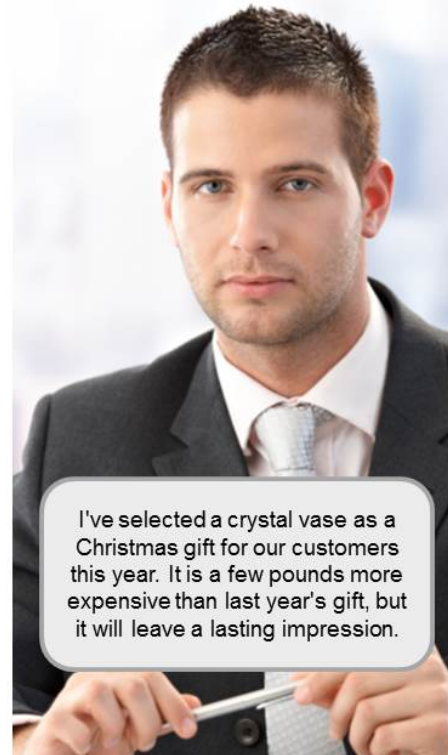 I've selected a crystal vase as a
Christmas gift for our customers
this year. It is a few pounds more
expensive than last year's gift, but
it will leave a lasting impression.